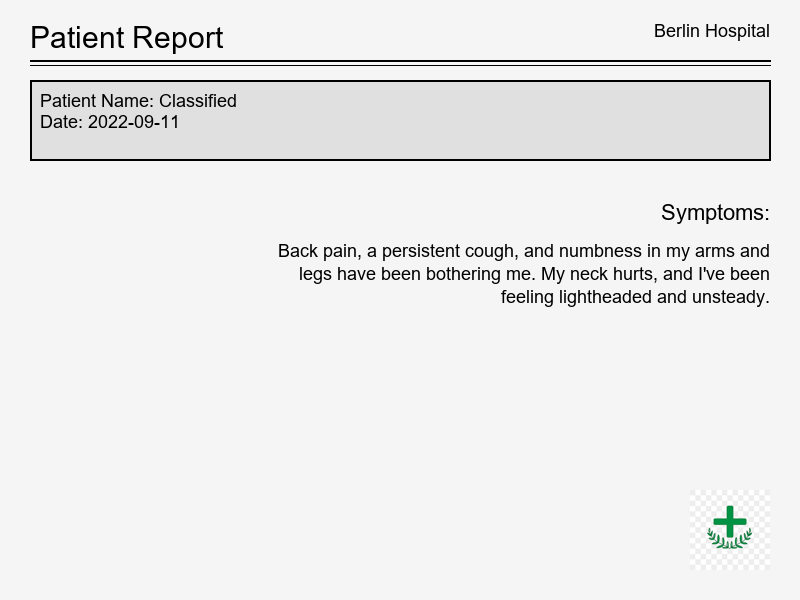 Patient Report
Berlin Hospital
Patient Name: Classified
Date: 2022-09-11
Symptoms:
Back pain, a persistent cough, and numbness in my arms and
legs have been bothering me. My neck hurts, and I've been
feeling lightheaded and unsteady.